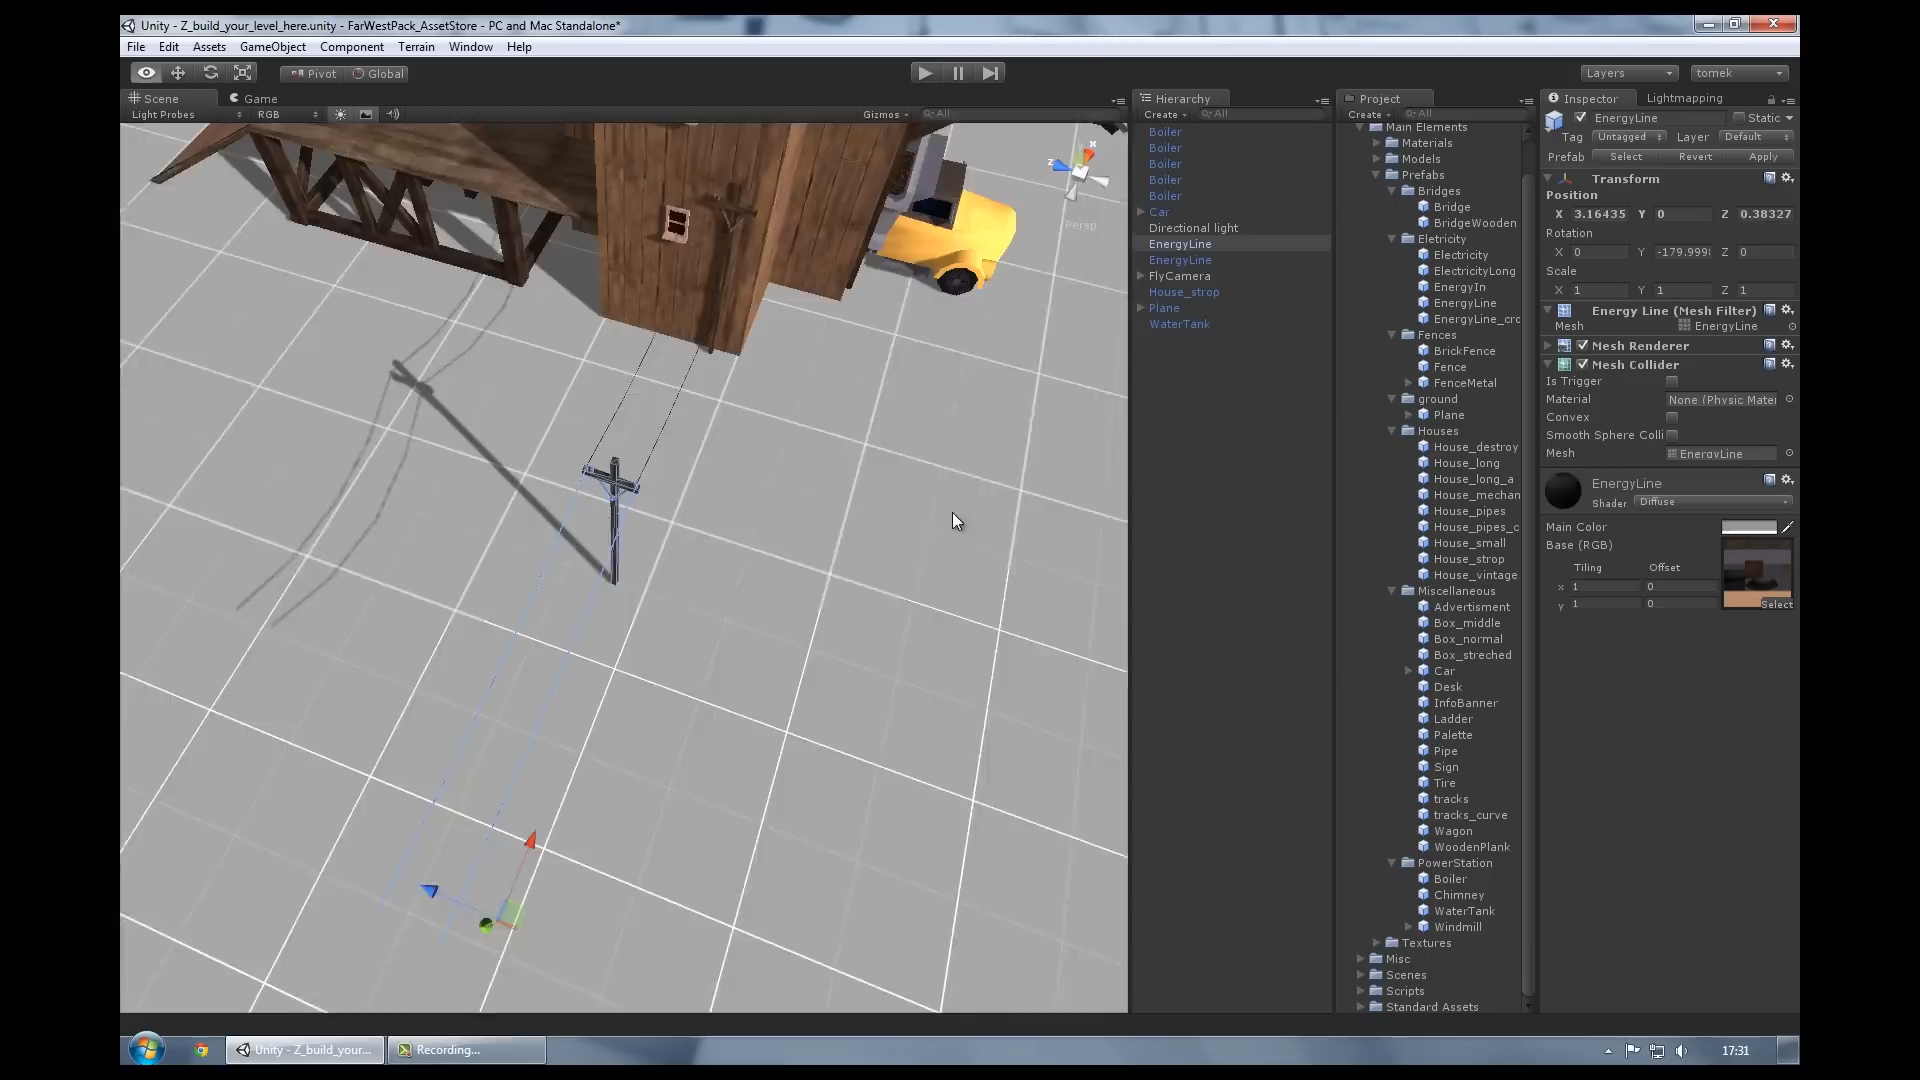 Unity - Z_build_your_level_here.unity - FarWestPack_AssetStore - PC and Mac Standalone*
File Edit Assets GameObject Component Terrain Window Help
Pivot Global
Layers tomek
Scene Game
Light Probes RGB Gizmos All
x
z
Persp
Hierarchy
Create All
Boiler
Boiler
Boiler
Boiler
Boiler
Car
Directional light
EnergyLine
EnergyLine
FlyCamera
House_strop
Plane
WaterTank
Project
Create All
Main Elements
Materials
Models
Prefabs
Bridges
Bridge
BridgeWooden
Eletricity
Electricity
ElectricityLong
EnergyIn
EnergyLine
EnergyLine_crc
Fences
BrickFence
Fence
FenceMetal
ground
Plane
Houses
House_destroy
House_long
House_long_a
House_mechan
House_pipes
House_pipes_c
House_small
House_strop
House_vintage
Miscellaneous
Advertisment
Box_middle
Box_normal
Box_streched
Car
Desk
InfoBanner
Ladder
Palette
Pipe
Sign
Tire
tracks
tracks_curve
Wagon
WoodenPlank
PowerStation
Boiler
Chimney
WaterTank
Windmill
Textures
Misc
Scenes
Scripts
Standard Assets
Inspector Lightmapping
EnergyLine Static
Tag Untagged Layer Default
Prefab Select Revert Apply
Transform
Position
X 3.16435 Y 0 Z 0.38327
Rotation
X 0 Y -179.999 Z 0
Scale
X 1 Y 1 Z 1
Energy Line (Mesh Filter)
Mesh EnergyLine
Mesh Renderer
Mesh Collider
Is Trigger
Material None (Physic Mater
Convex
Smooth Sphere Colli
Mesh EnergyLine
EnergyLine
Shader Diffuse
Main Color
Base (RGB)
Tiling Offset
x 1 0
y 1 0
Select
Unity - Z_build_your...
Recording...
17:31